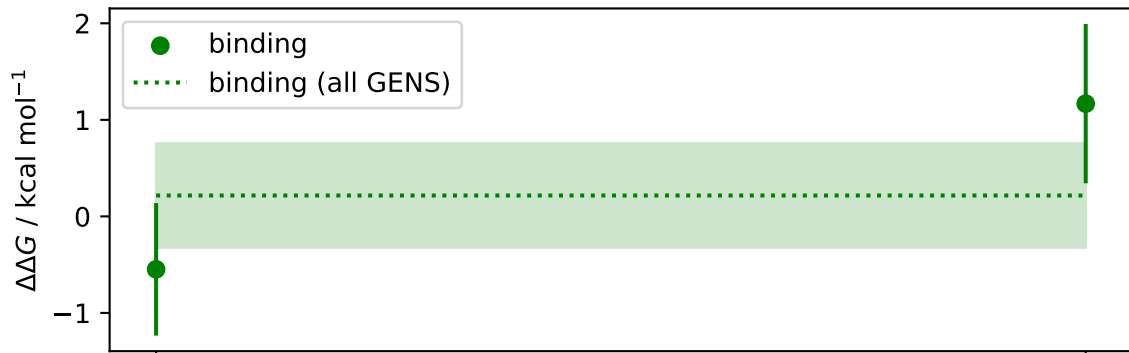 2
1
0
−1
ΔΔG / kcal mol⁻¹
binding
binding (all GENS)